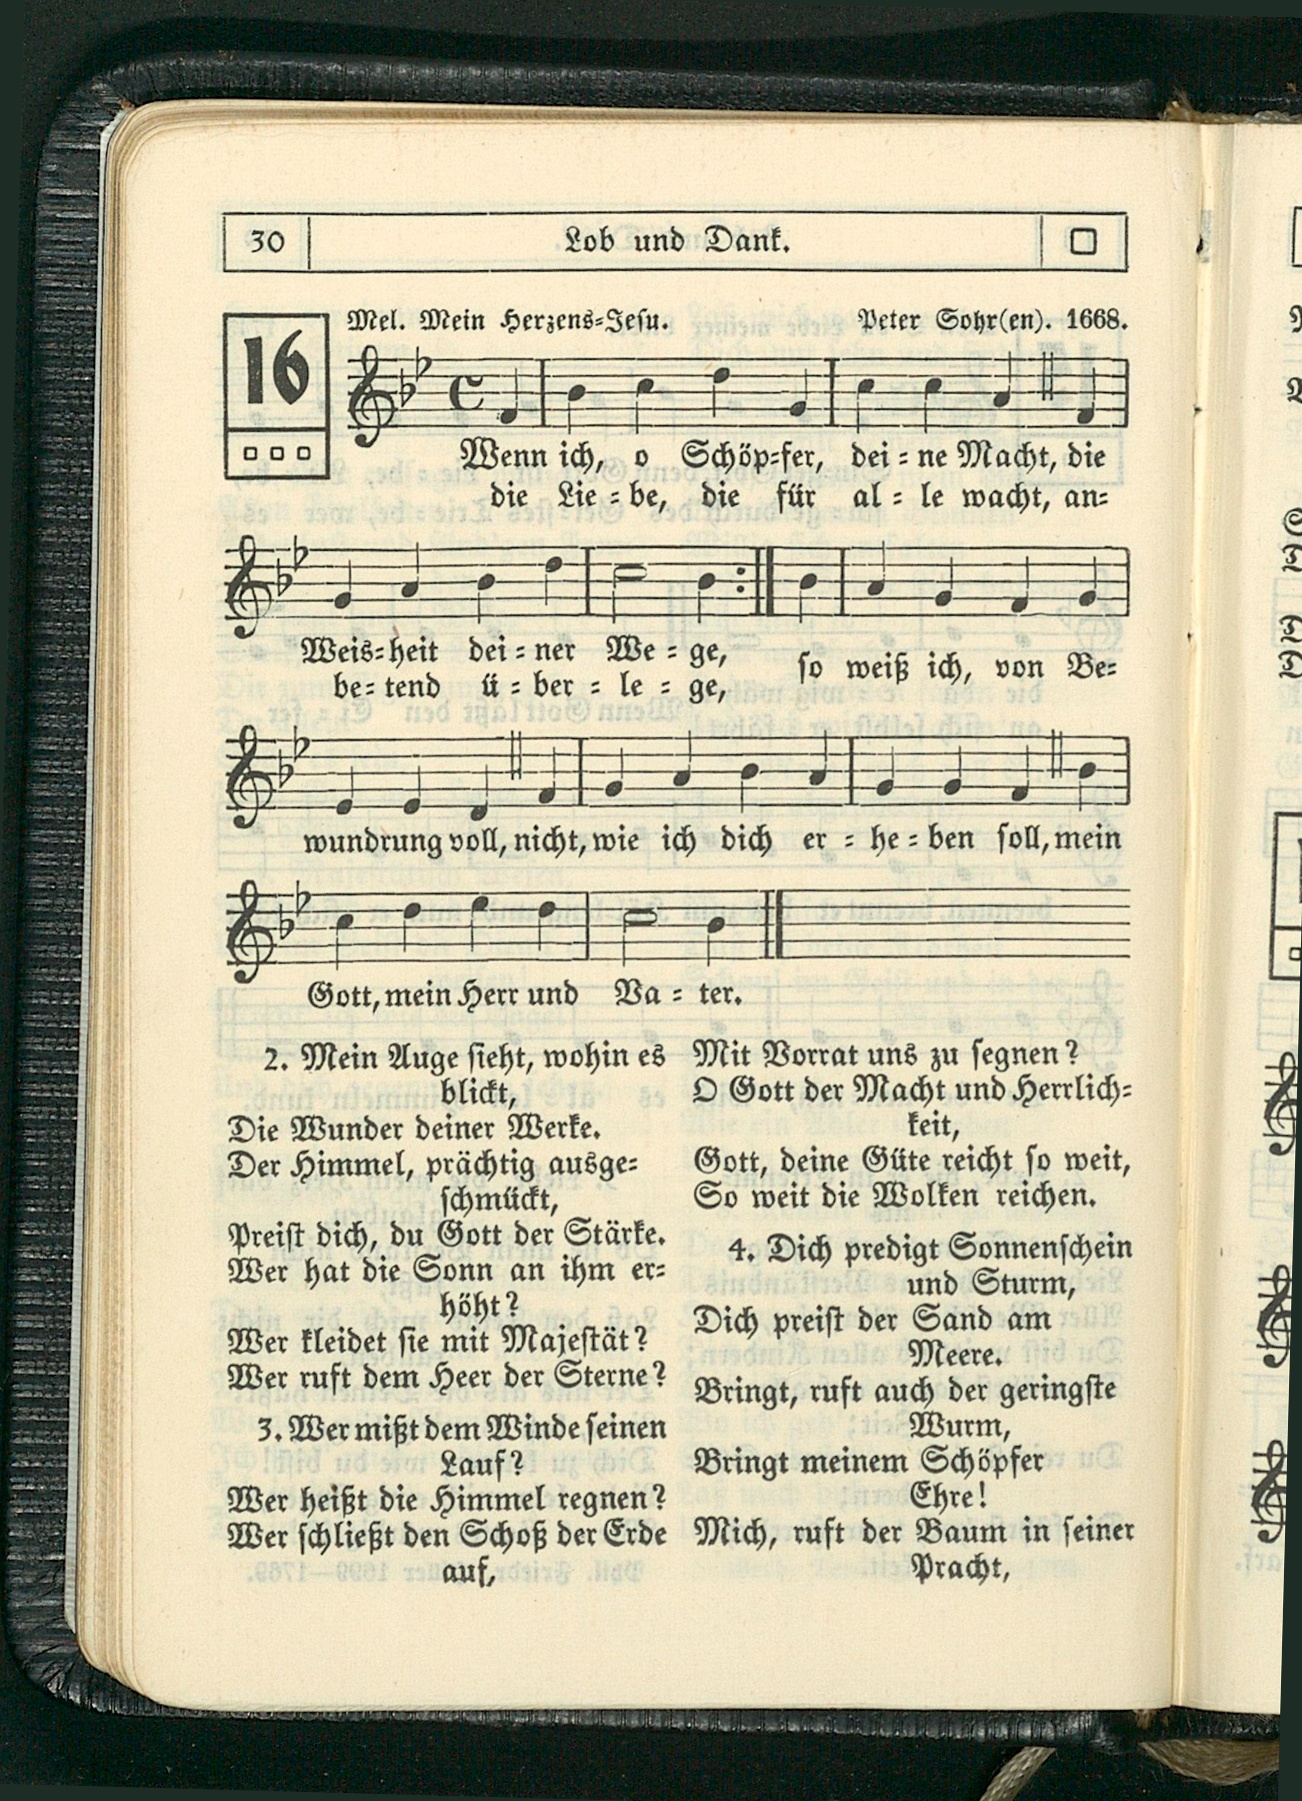 30 Lob und Dank.
16
Mel. Mein Herzens=Jesu. Peter Sohr(en). 1668.
Wenn ich, o Schöp=fer, dei = ne Macht, die
die Lie = be, die für al = le wacht, an=
Weis=heit dei = ner We = ge,
be= tend ü = ber = le = ge,
so weiß ich, von Be=
wundrung voll, nicht, wie ich dich er = he = ben soll, mein
Gott, mein Herr und Va = ter.
2. Mein Auge sieht, wohin es
blickt,
Die Wunder deiner Werke.
Der Himmel, prächtig ausge=
schmückt,
Preist dich, du Gott der Stärke.
Wer hat die Sonn an ihm er=
höht?
Wer kleidet sie mit Majestät?
Wer ruft dem Heer der Sterne?
3. Wer mißt dem Winde seinen
Lauf?
Wer heißt die Himmel regnen?
Wer schließt den Schoß der Erde
auf,
Mit Vorrat uns zu segnen?
O Gott der Macht und Herrlich=
keit,
Gott, deine Güte reicht so weit,
So weit die Wolken reichen.
4. Dich predigt Sonnenschein
und Sturm,
Dich preist der Sand am
Meere.
Bringt, ruft auch der geringste
Wurm,
Bringt meinem Schöpfer
Ehre!
Mich, ruft der Baum in seiner
Pracht,